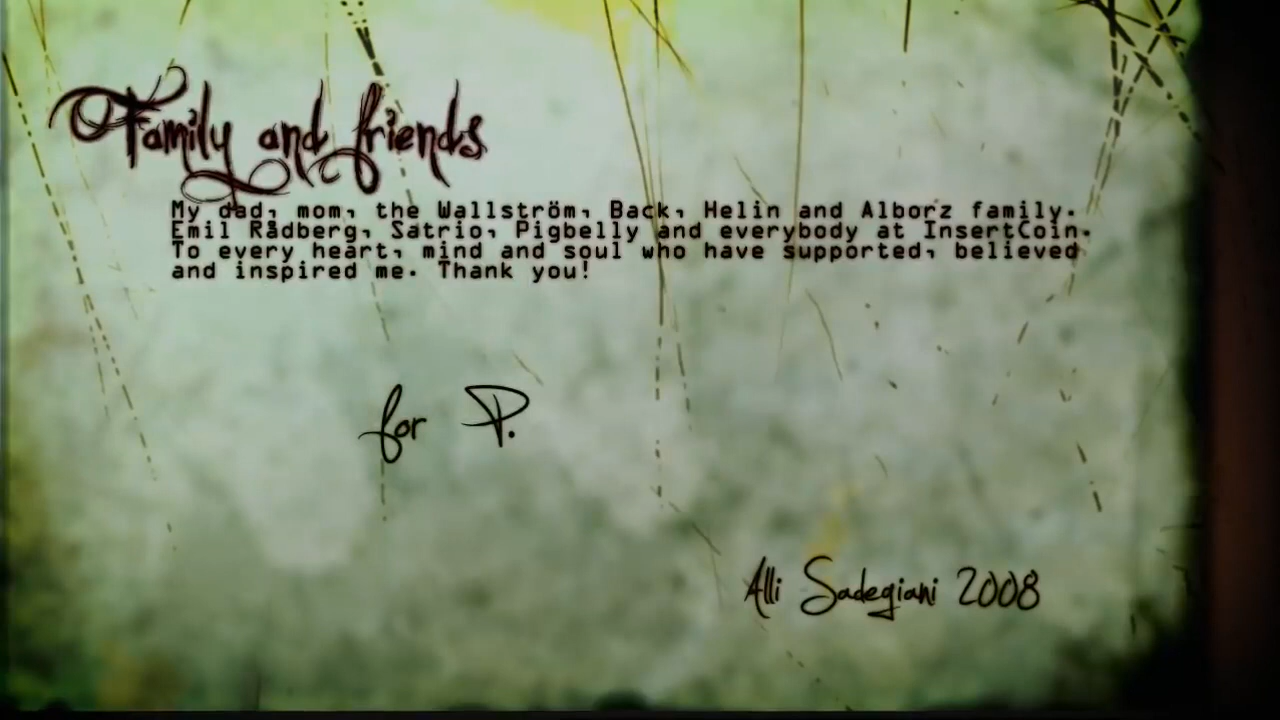 Family and friends
My dad, mom, the Wallström, Back, Helin and Alborz family.
Emil Rådberg, Satrio, Pigbelly and everybody at InsertCoin.
To every heart, mind and soul who have supported, believed
and inspired me. Thank you!
for P.
Alli Sadegiani 2008